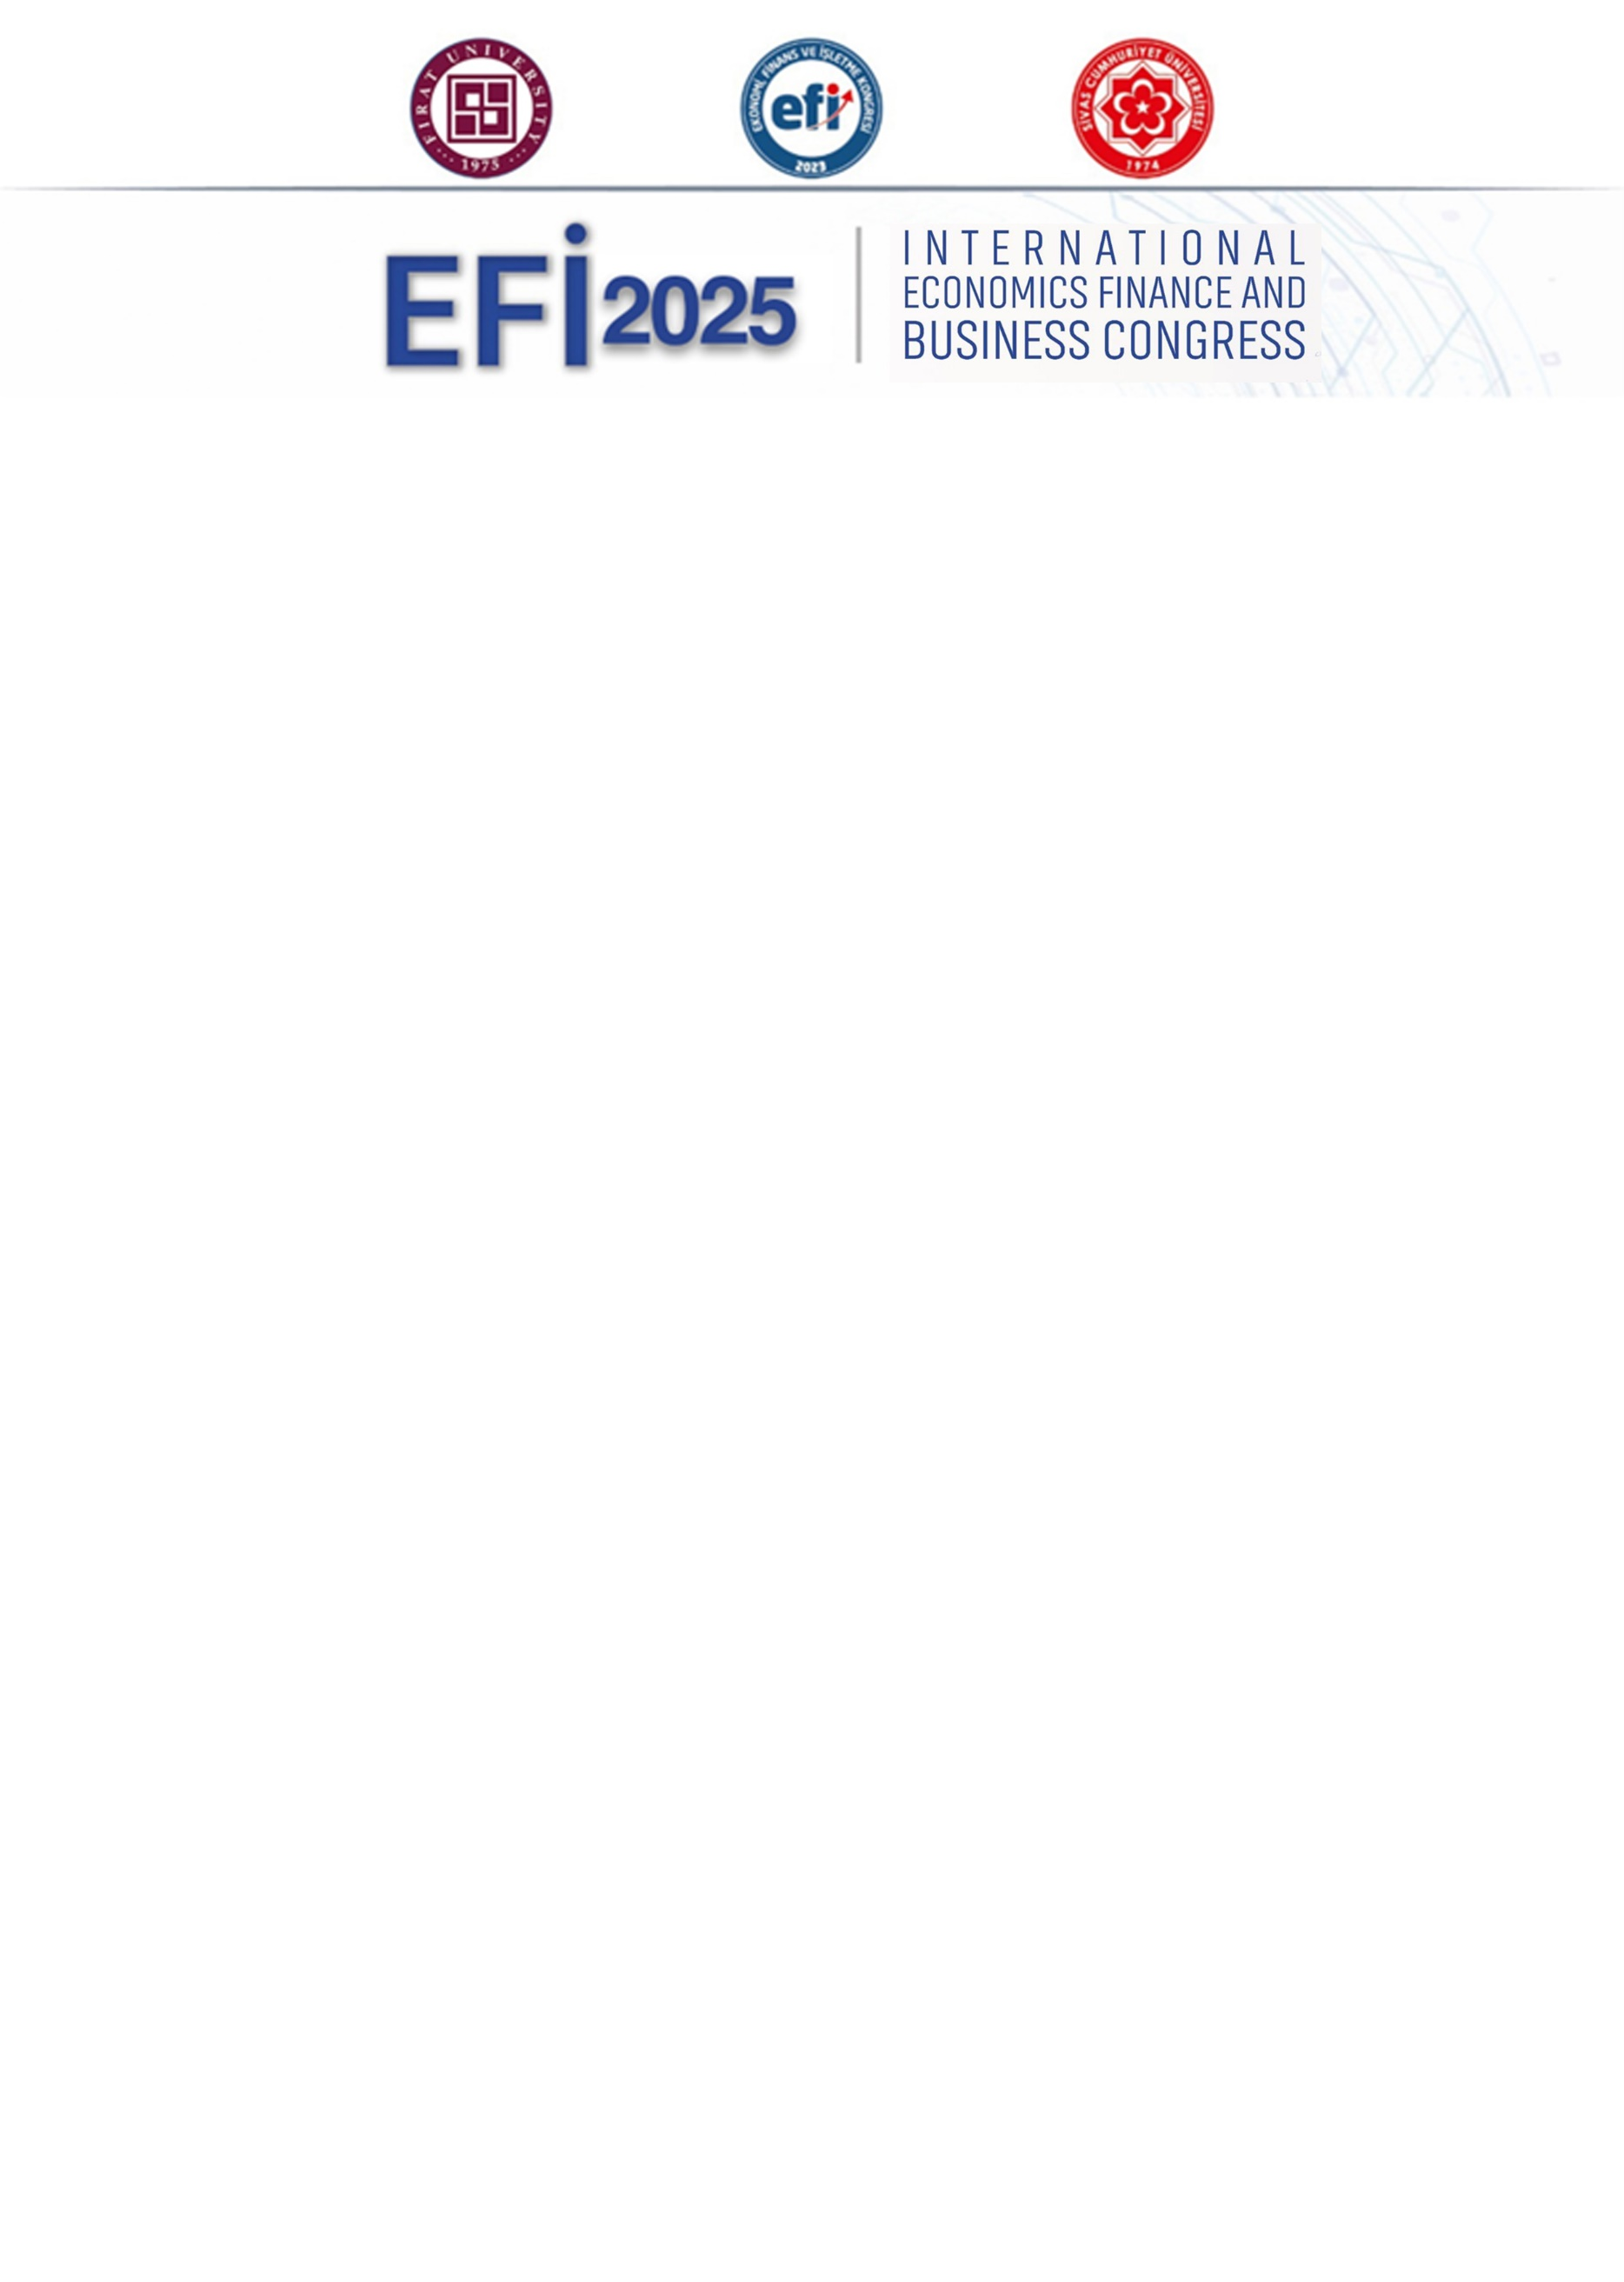 FIRAT UNIVERSITY
1975
EKONOMİ, FİNANS VE İŞLETME KONGRESİ
efi
2023
SİVAS CUMHURİYET ÜNİVERSİTESİ
1974
EFİ 2025
INTERNATIONAL
ECONOMICS FINANCE AND
BUSINESS CONGRESS